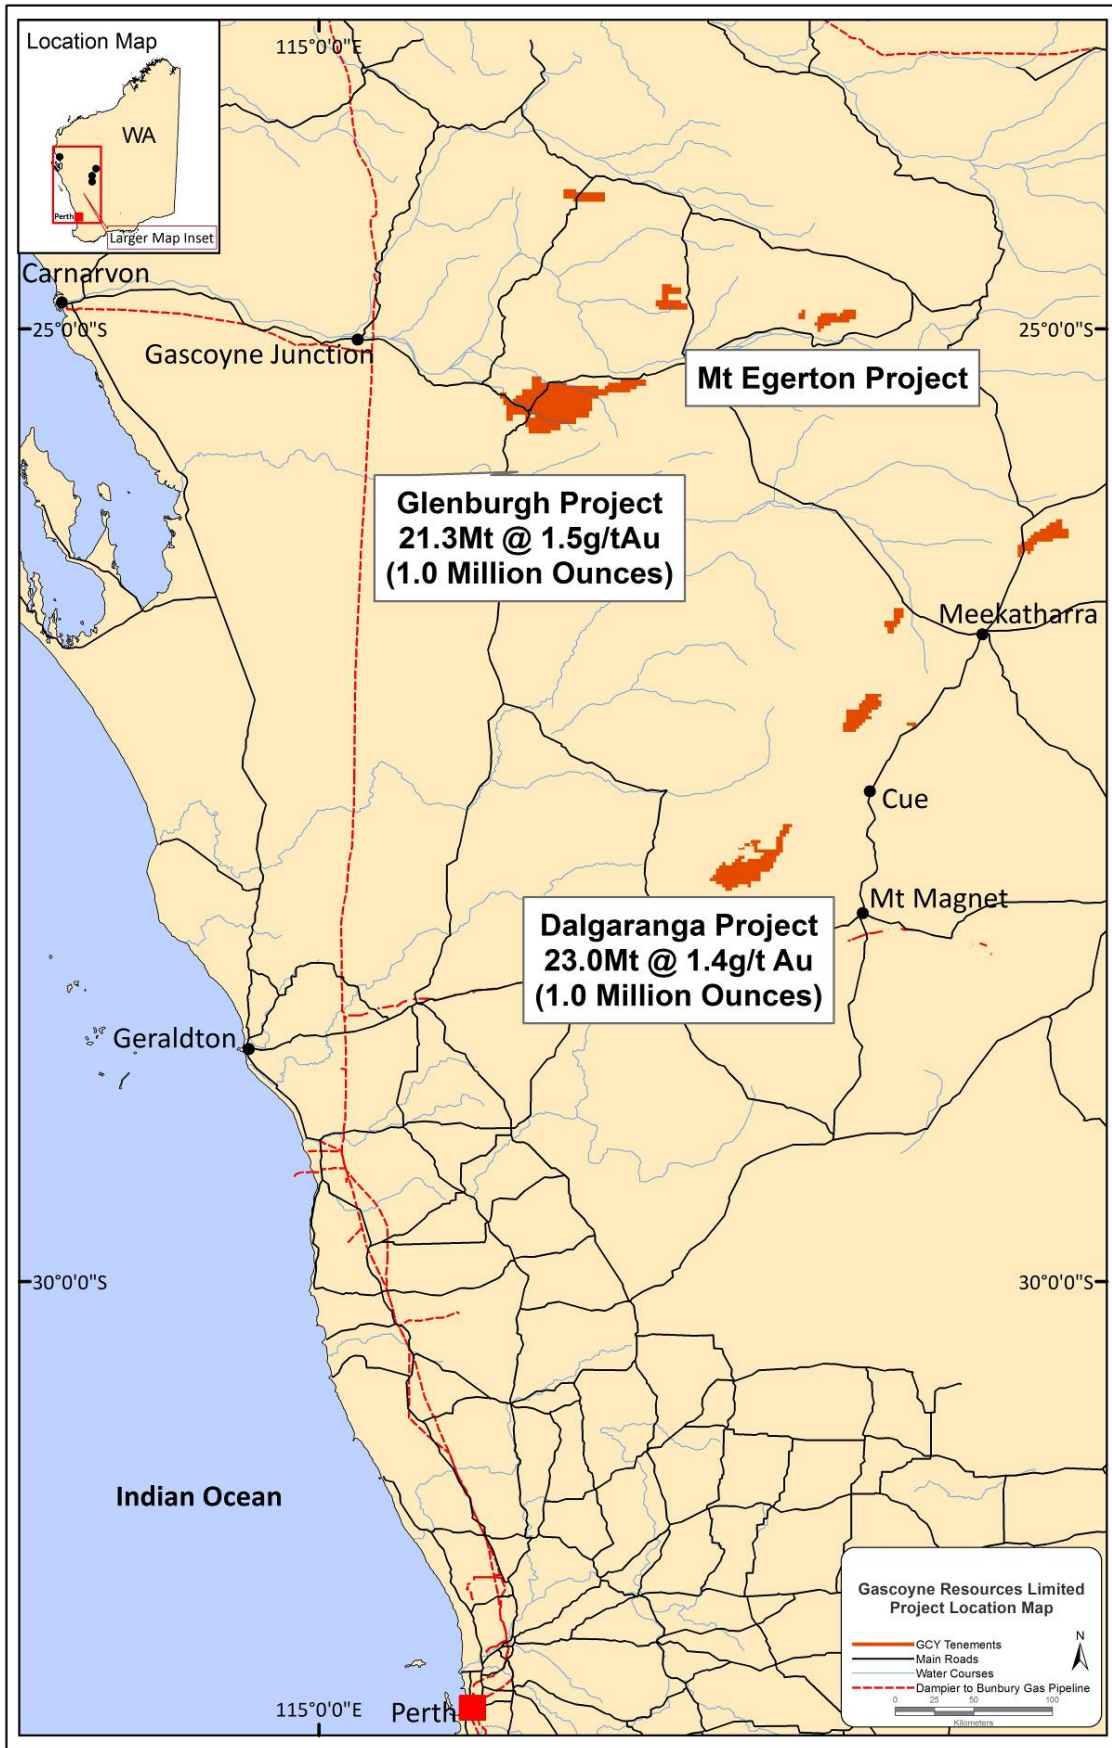 Location Map
WA
Perth
Larger Map Inset
115°0'0"E
Carnarvon
25°0'0"S
25°0'0"S
Gascoyne Junction
Mt Egerton Project
Glenburgh Project
21.3Mt @ 1.5g/tAu
(1.0 Million Ounces)
Meekatharra
Cue
Mt Magnet
Dalgaranga Project
23.0Mt @ 1.4g/t Au
(1.0 Million Ounces)
Geraldton
30°0'0"S
30°0'0"S
Indian Ocean
Gascoyne Resources Limited
Project Location Map
GCY Tenements
Main Roads
Water Courses
Dampier to Bunbury Gas Pipeline
N
0 25 50 100
Kilometers
115°0'0"E
Perth